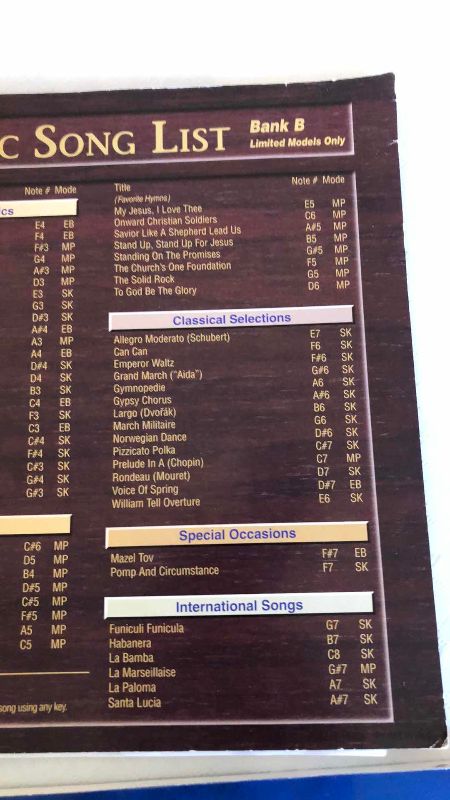 C SONG LIST
Bank B
Limited Models Only
Note # Mode
ics
E4 EB
F4 EB
F#3 MP
G4 MP
A#3 MP
D3 MP
E3 SK
G3 SK
D#3 SK
A#4 EB
A3 MP
A4 EB
D#4 SK
D4 SK
B3 SK
C4 EB
F3 SK
C3 EB
C#4 SK
F#4 SK
C#3 SK
G#4 SK
G#3 SK
C#6 MP
D5 MP
B4 MP
D#5 MP
C#5 MP
F#5 MP
A5 MP
C5 MP
song using any key.
Title Note # Mode
(Favorite Hymns)
My Jesus, I Love Thee E5 MP
Onward Christian Soldiers C6 MP
Savior Like A Shepherd Lead Us A#5 MP
Stand Up, Stand Up For Jesus B5 MP
Standing On The Promises G#5 MP
The Church's One Foundation F5 MP
The Solid Rock G5 MP
To God Be The Glory D6 MP
Classical Selections
Allegro Moderato (Schubert) E7 SK
Can Can F6 SK
Emperor Waltz F#6 SK
Grand March ("Aida") G#6 SK
Gymnopedie A6 SK
Gypsy Chorus A#6 SK
Largo (Dvořák) B6 SK
March Militaire G6 SK
Norwegian Dance D#6 SK
Pizzicato Polka C#7 SK
Prelude In A (Chopin) C7 MP
Rondeau (Mouret) D7 SK
Voice Of Spring D#7 EB
William Tell Overture E6 SK
Special Occasions
Mazel Tov F#7 EB
Pomp And Circumstance F7 SK
International Songs
Funiculi Funicula G7 SK
Habanera B7 SK
La Bamba C8 SK
La Marseillaise G#7 MP
La Paloma A7 SK
Santa Lucia A#7 SK